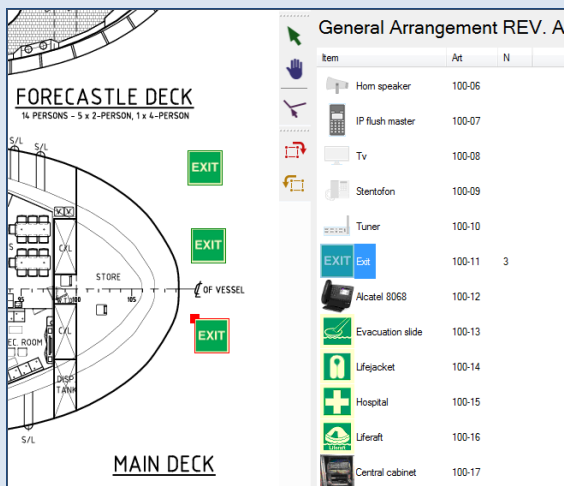 FORECASTLE DECK
14 PERSONS - 5 x 2-PERSON, 1 x 4-PERSON
S/L
S/L
EXIT
V.
V.
S
C/L
EXIT
STORE
₵ OF VESSEL
95
100
105
C/L
EXIT
EC. ROOM
DISP
TANK
S/L
MAIN DECK
General Arrangement REV. A
Item Art N
Horn speaker 100-06
IP flush master 100-07
Tv 100-08
Stentofon 100-09
Tuner 100-10
EXIT Exit 100-11 3
Alcatel 8068 100-12
Evacuation slide 100-13
Lifejacket 100-14
Hospital 100-15
Liferaft Liferaft 100-16
Central cabinet 100-17